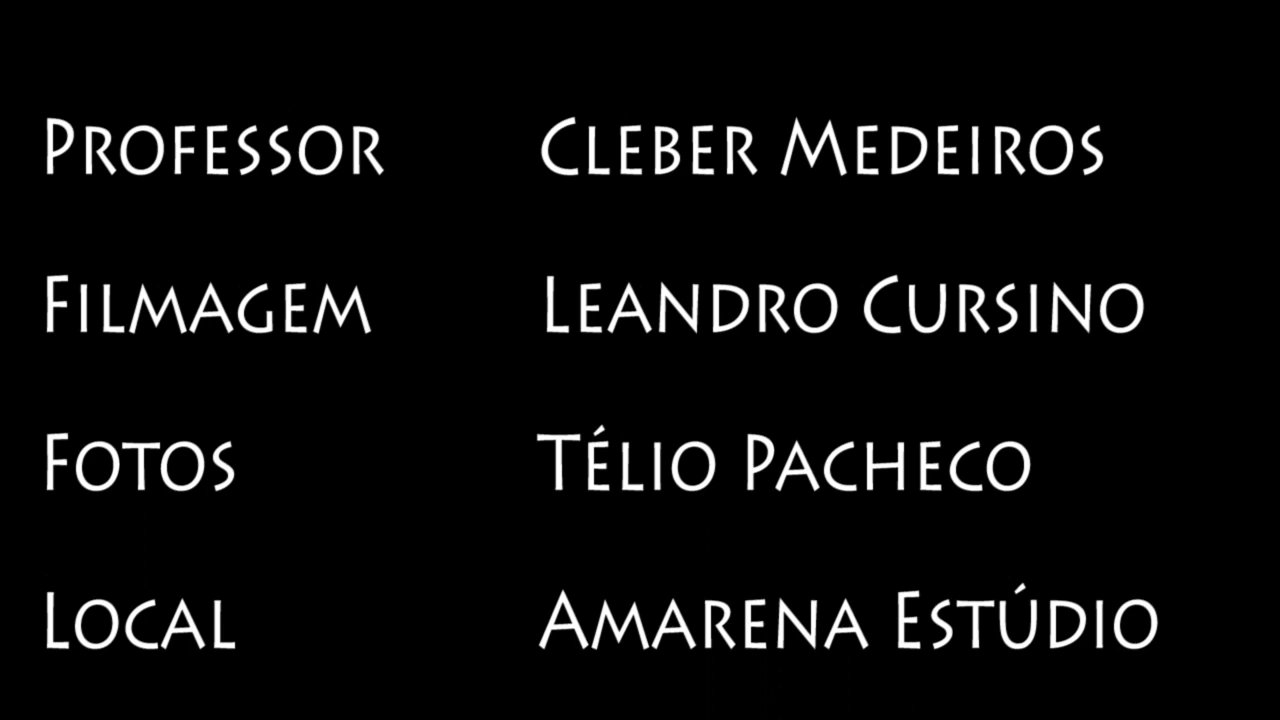 Professor Cleber Medeiros
Filmagem Leandro Cursino
Fotos Télio Pacheco
Local Amarena Estúdio